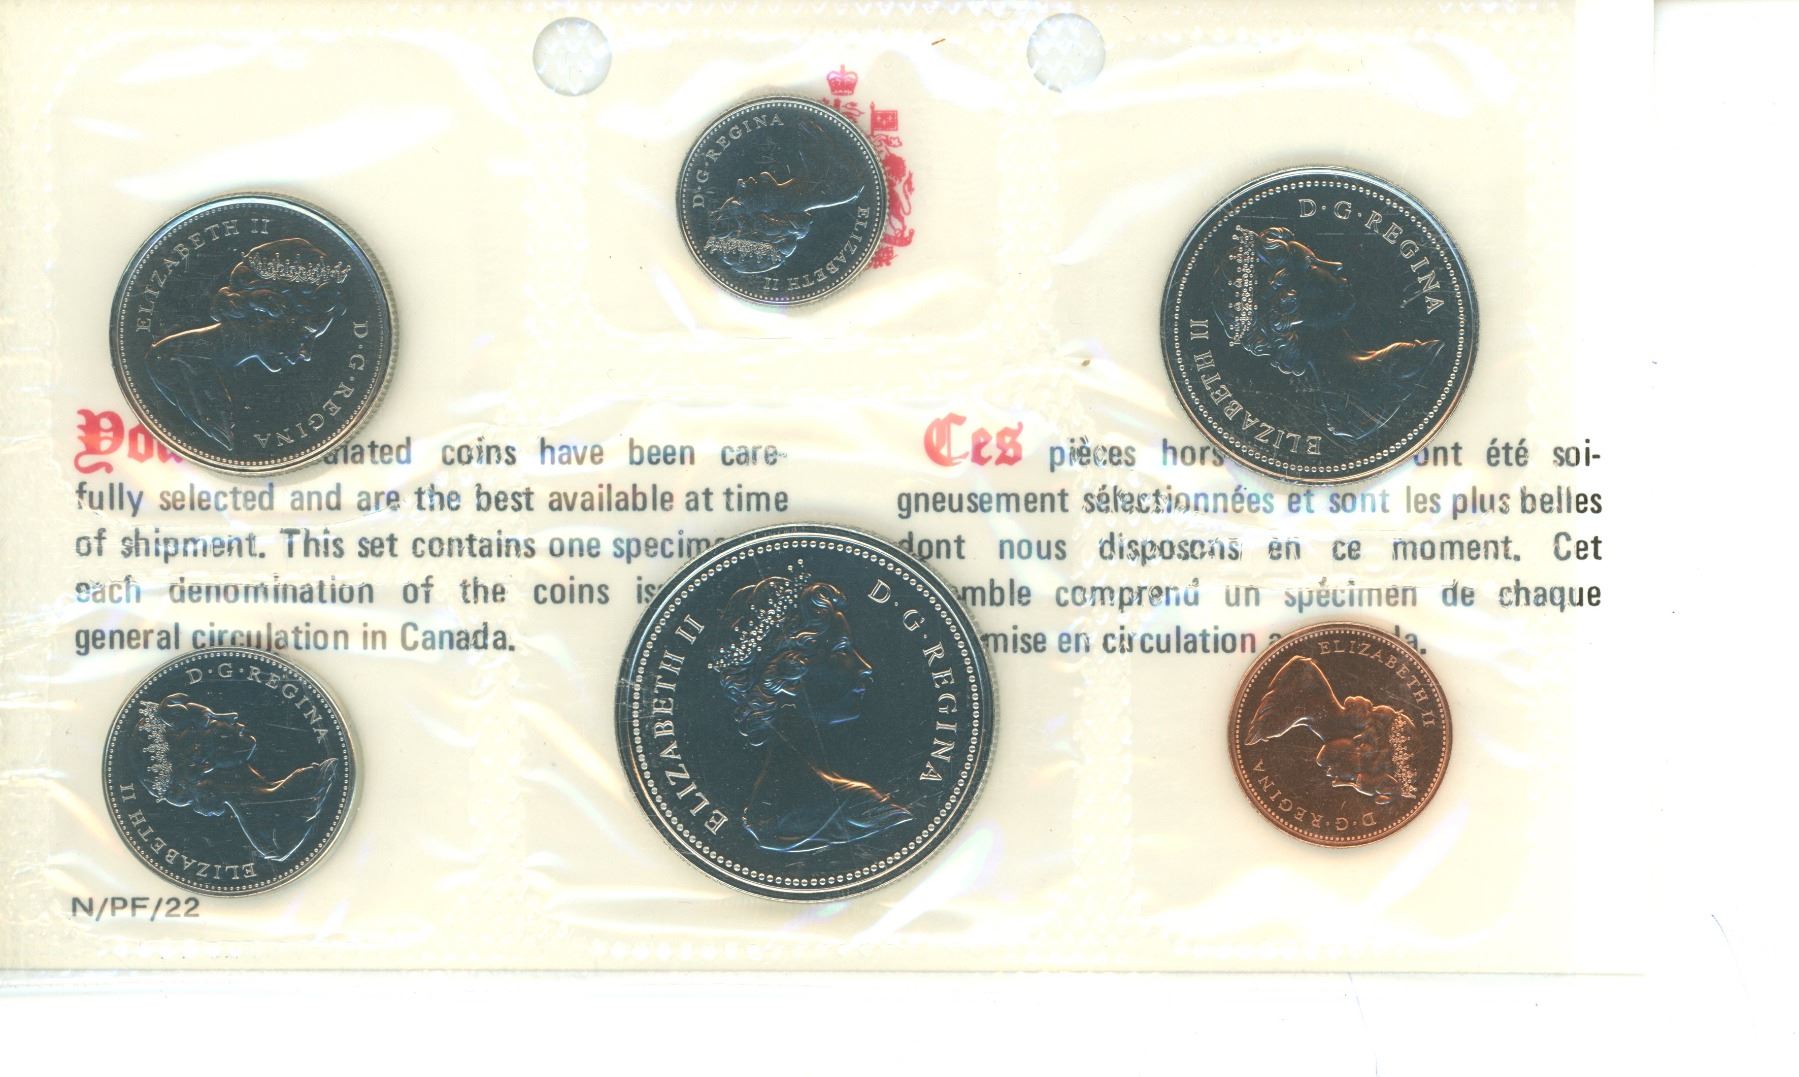 D·G·REGINA
ELIZABETH II
ELIZABETH II
D·G·REGINA
D·G·REGINA
ELIZABETH II
You lated coins have been care-
fully selected and are the best available at time
of shipment. This set contains one specim
each denomination of the coins is
general circulation in Canada.
Ces pièces hors ont été soi-
gneusement sélectionnées et sont les plus belles
dont nous disposons en ce moment. Cet
mble comprend un spécimen de chaque
mise en circulation a da.
D·G·REGINA
ELIZABETH II
ELIZABETH II
D·G·REGINA
ELIZABETH II
D·G·REGINA
N/PF/22